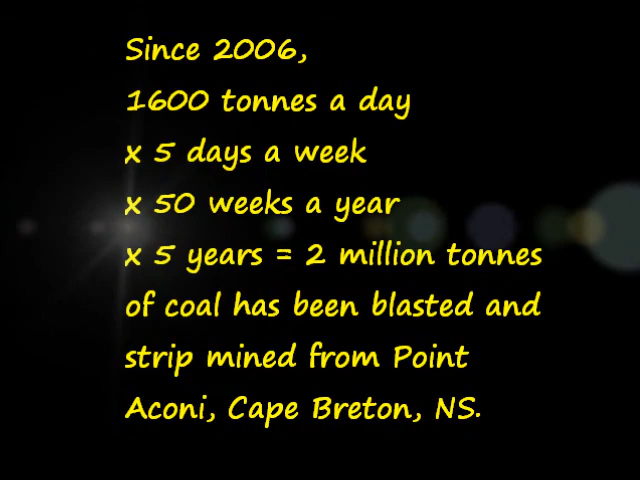 Since 2006,
1600 tonnes a day
x 5 days a week
x 50 weeks a year
x 5 years = 2 million tonnes
of coal has been blasted and
strip mined from Point
Aconi, Cape Breton, NS.